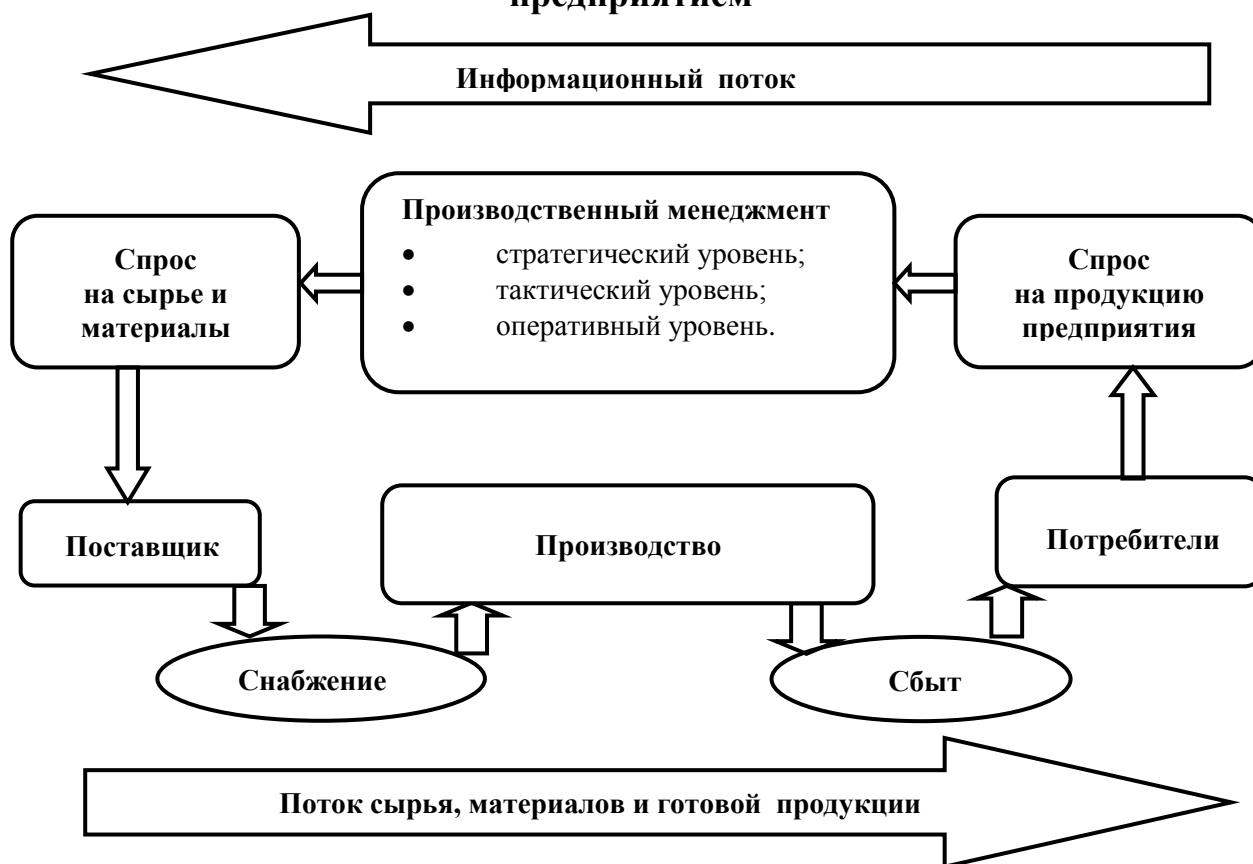 предприятием
Информационный поток
Производственный менеджмент
• стратегический уровень;
• тактический уровень;
• оперативный уровень.
Спрос
на сырье и
материалы
Спрос
на продукцию
предприятия
Поставщик
Производство
Потребители
Снабжение
Сбыт
Поток сырья, материалов и готовой продукции